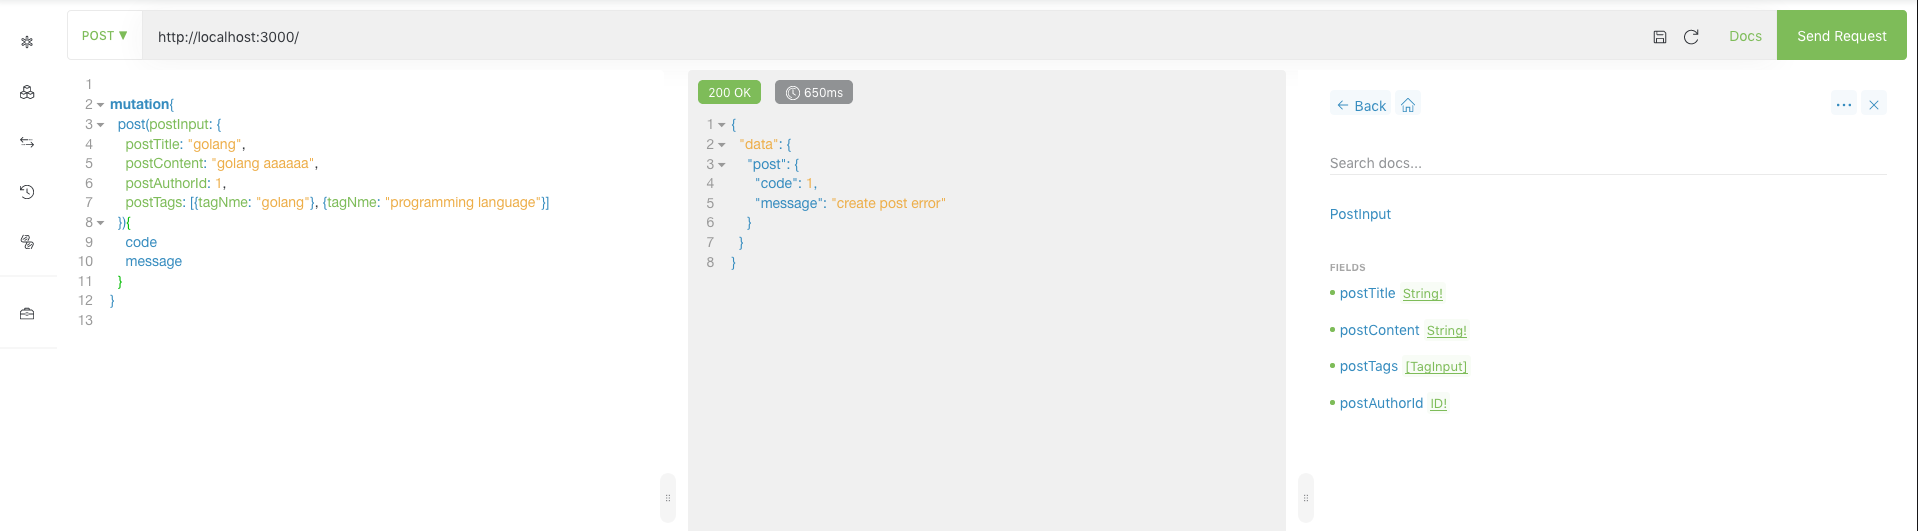 POST ▼ http://localhost:3000/ Docs Send Request
1
2 mutation{
3 post(postInput: {
4 postTitle: "golang",
5 postContent: "golang aaaaaa",
6 postAuthorId: 1,
7 postTags: [{tagNme: "golang"}, {tagNme: "programming language"}]
8 }){
9 code
10 message
11 }
12 }
13
200 OK 650ms
1 {
2 "data": {
3 "post": {
4 "code": 1,
5 "message": "create post error"
6 }
7 }
8 }
← Back ... ×
Search docs...
PostInput
FIELDS
postTitle String!
postContent String!
postTags [TagInput]
postAuthorId ID!